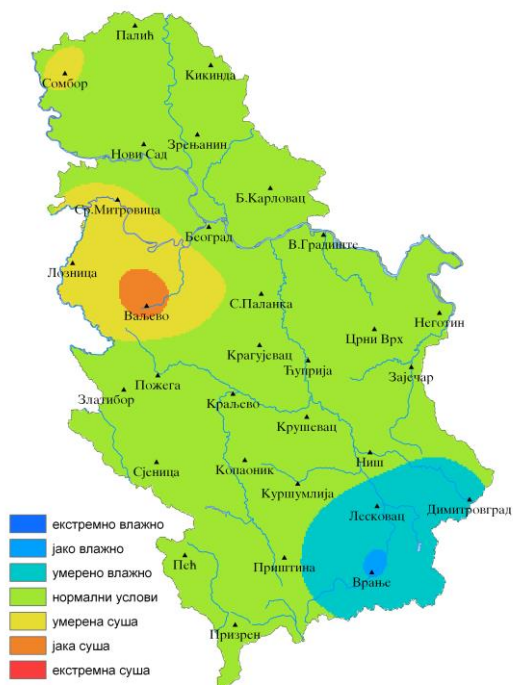 Палић
Сомбор
Кикинда
Зрењанин
Нови Сад
Б.Карловац
Ср.Митровица
Београд
В.Градиште
Лозница
С.Паланка
Ваљево
Неготин
Црни Врх
Крагујевац
Ћуприја
Зајечар
Пожега
Златибор
Краљево
Крушевац
Ниш
Сјеница
Копаоник
Куршумлија
Лесковац
Димитровград
Пећ
Приштина
Врање
Призрен
екстремно влажно
јако влажно
умерено влажно
нормални услови
умерена суша
јака суша
екстремна суша